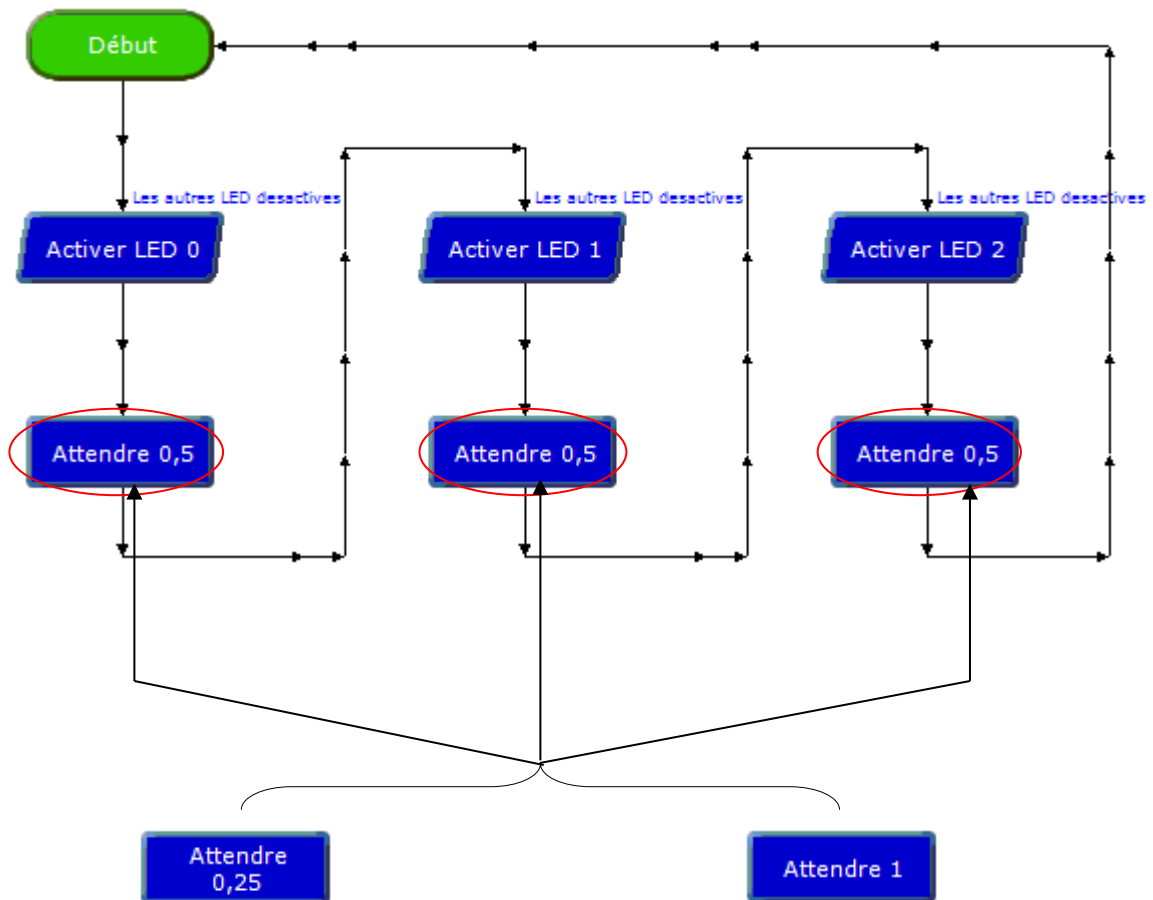 Début
Les autres LED desactives
Les autres LED desactives
Les autres LED desactives
Activer LED 0
Activer LED 1
Activer LED 2
Attendre 0,5
Attendre 0,5
Attendre 0,5
Attendre
0,25
Attendre 1